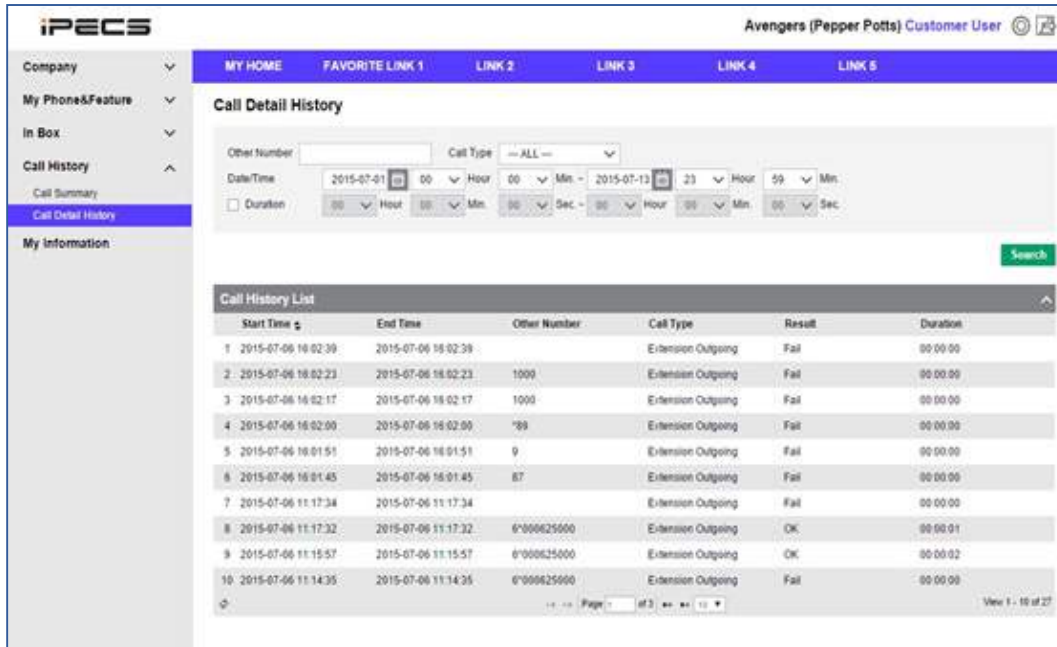 iPECS
Avengers (Pepper Potts) Customer User
Company
My Phone&Feature
In Box
Call History
Call Summary
Call Detail History
My Information
MY HOME FAVORITE LINK 1 LINK 2 LINK 3 LINK 4 LINK 5
Call Detail History
Other Number Call Type --- ALL ---
Date/Time 2015-07-01 00 Hour 00 Min. ~ 2015-07-13 23 Hour 59 Min.
Duration 00 Hour 00 Min. 00 Sec. ~ 00 Hour 00 Min. 00 Sec.
Search
Call History List
Start Time End Time Other Number Call Type Result Duration
1 2015-07-06 16:02:39 2015-07-06 16:02:39 Extension Outgoing Fail 00:00:00
2 2015-07-06 16:02:23 2015-07-06 16:02:23 1000 Extension Outgoing Fail 00:00:00
3 2015-07-06 16:02:17 2015-07-06 16:02:17 1000 Extension Outgoing Fail 00:00:00
4 2015-07-06 16:02:00 2015-07-06 16:02:00 *89 Extension Outgoing Fail 00:00:00
5 2015-07-06 16:01:51 2015-07-06 16:01:51 9 Extension Outgoing Fail 00:00:00
6 2015-07-06 16:01:45 2015-07-06 16:01:45 87 Extension Outgoing Fail 00:00:00
7 2015-07-06 11:17:34 2015-07-06 11:17:34 Extension Outgoing Fail 00:00:00
8 2015-07-06 11:17:32 2015-07-06 11:17:32 6*000625000 Extension Outgoing OK 00:00:01
9 2015-07-06 11:15:57 2015-07-06 11:15:57 6*000625000 Extension Outgoing OK 00:00:02
10 2015-07-06 11:14:35 2015-07-06 11:14:35 6*000625000 Extension Outgoing Fail 00:00:00
Page 1 of 3 10 View 1 - 10 of 27